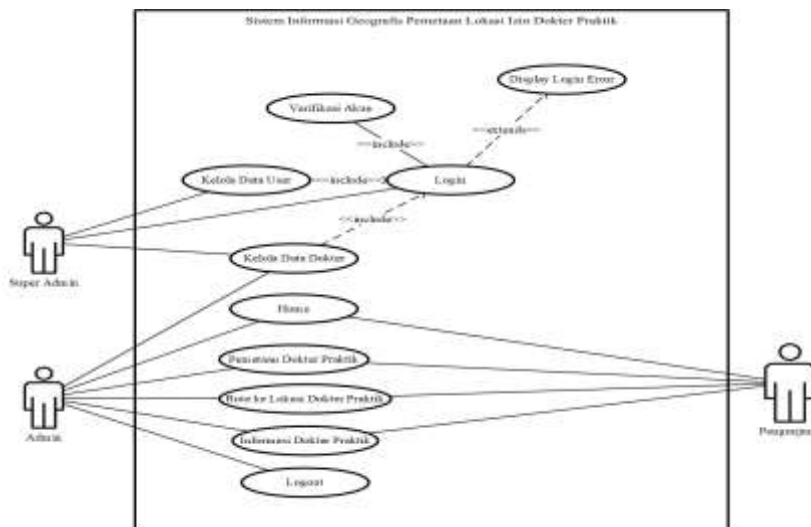 Sistem Informasi Geografis Pemetaan Lokasi Izin Dokter Praktik
Display Login Error
Verifikasi Akun
<<extends>>
<<include>>
Kelola Data User
<<include>>
Login
<<include>>
Super Admin
Kelola Data Dokter
Home
Pemetaan Dokter Praktik
Rute ke Lokasi Dokter Praktik
Admin
Pengunjung
Informasi Dokter Praktik
Logout